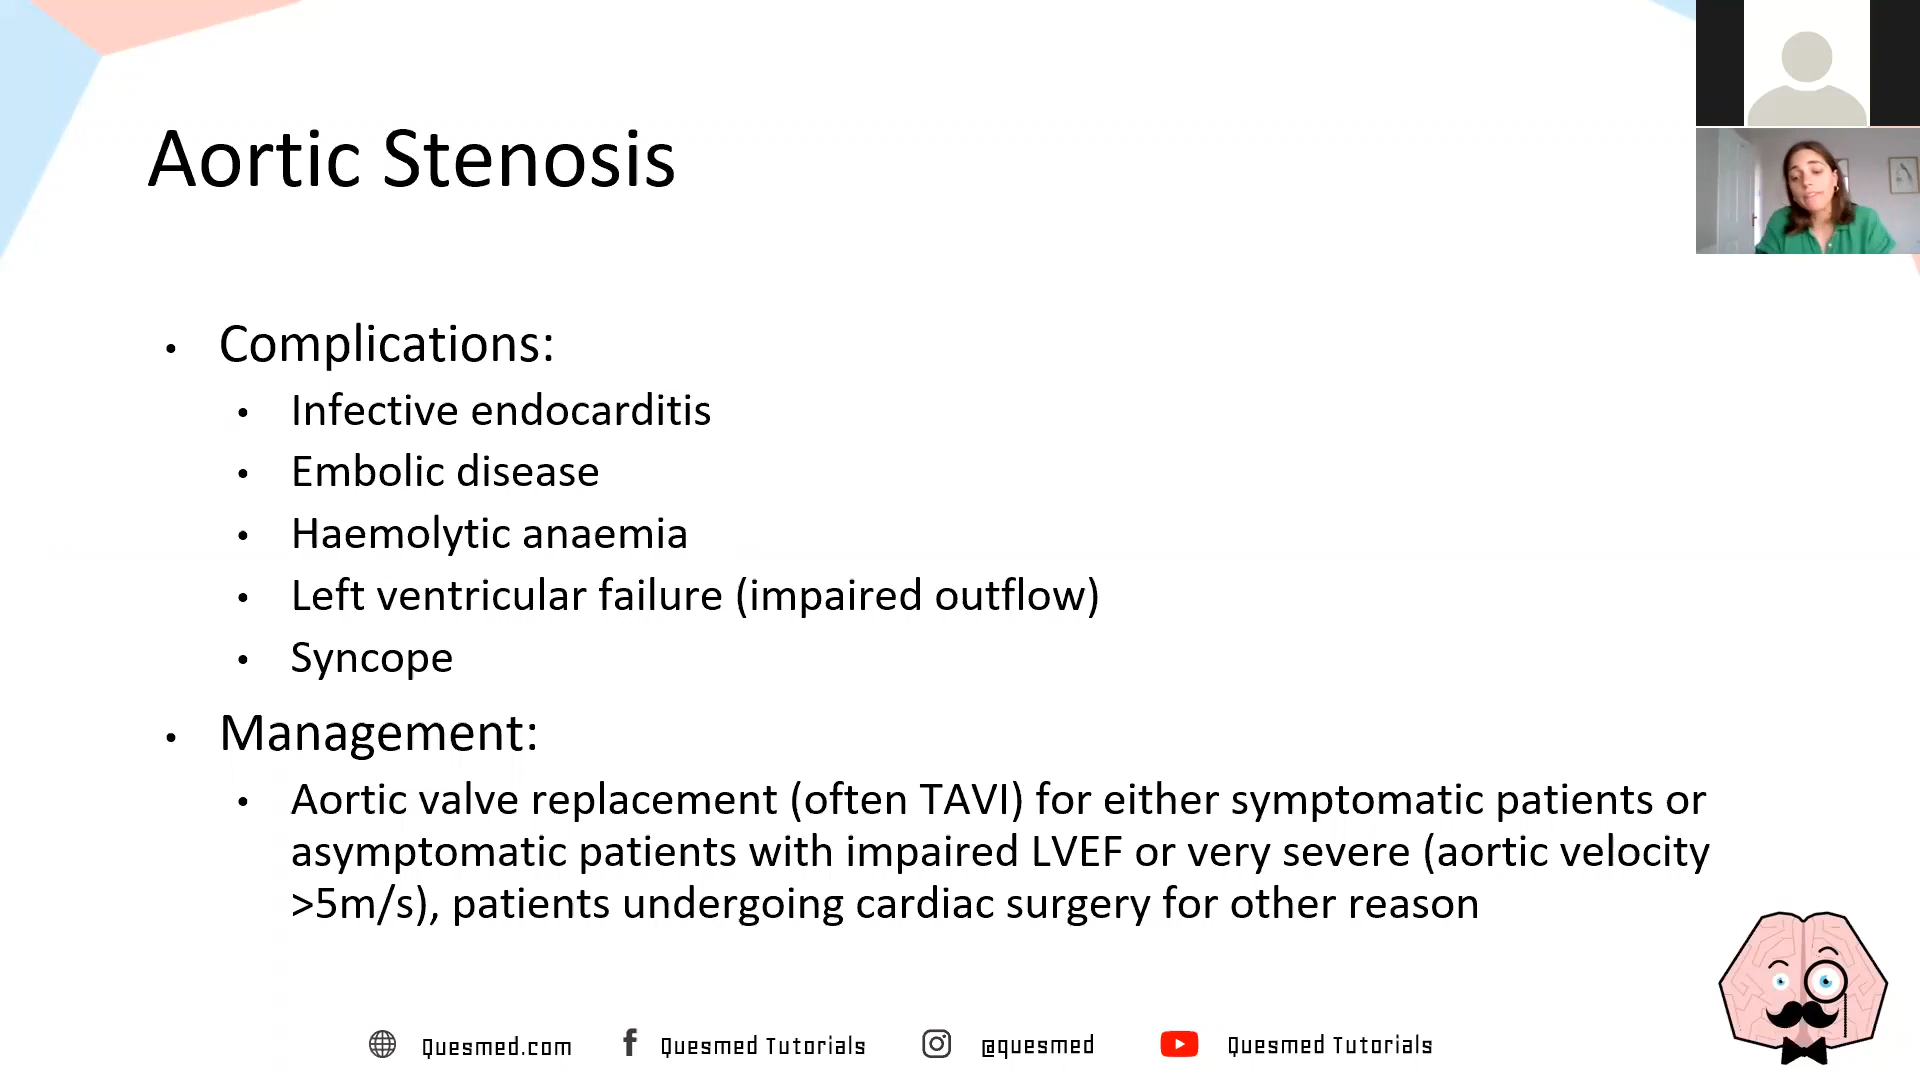 Aortic Stenosis
• Complications:
• Infective endocarditis
• Embolic disease
• Haemolytic anaemia
• Left ventricular failure (impaired outflow)
• Syncope
• Management:
• Aortic valve replacement (often TAVI) for either symptomatic patients or
asymptomatic patients with impaired LVEF or very severe (aortic velocity
>5m/s), patients undergoing cardiac surgery for other reason
Quesmed.com
Quesmed Tutorials
@quesmed
Quesmed Tutorials